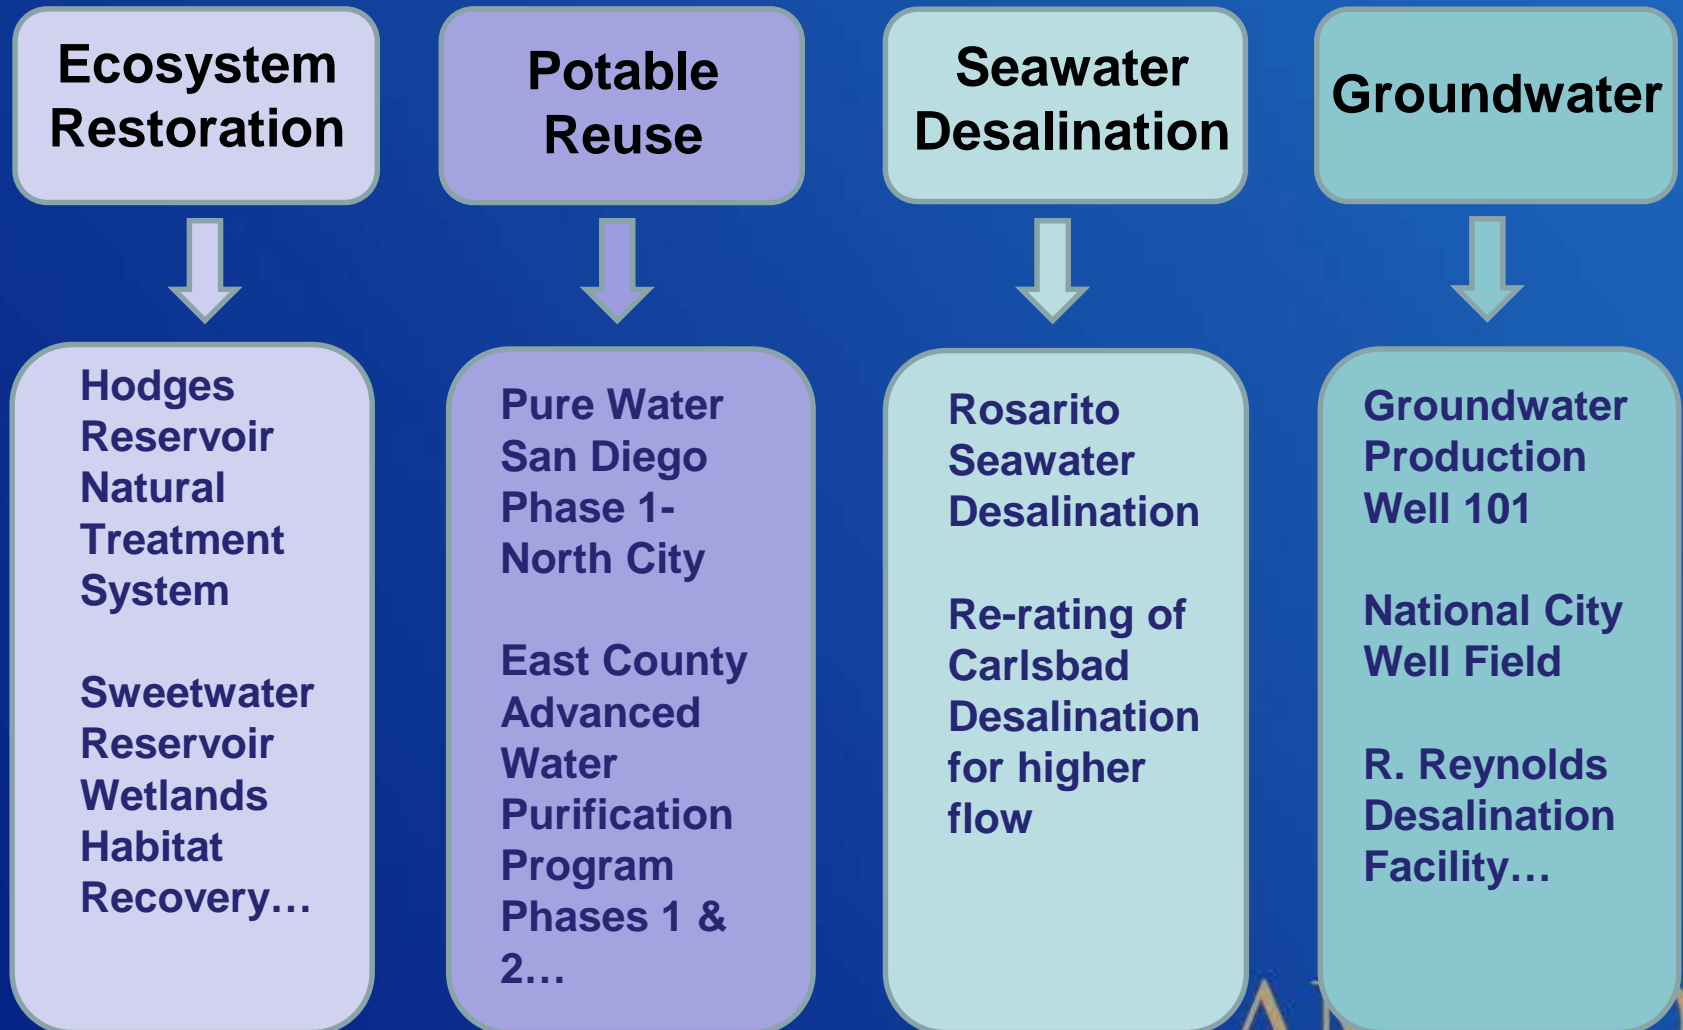 Ecosystem
Restoration
Potable
Reuse
Seawater
Desalination
Groundwater
Hodges
Reservoir
Natural
Treatment
System
Sweetwater
Reservoir
Wetlands
Habitat
Recovery…
Pure Water
San Diego
Phase 1-
North City
East County
Advanced
Water
Purification
Program
Phases 1 &
2…
Rosarito
Seawater
Desalination
Re-rating of
Carlsbad
Desalination
for higher
flow
Groundwater
Production
Well 101
National City
Well Field
R. Reynolds
Desalination
Facility…